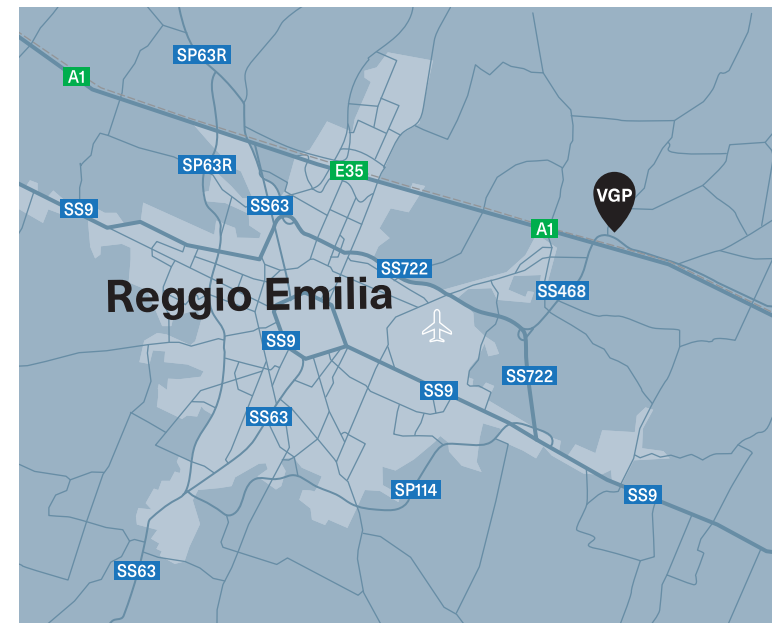 SP63R
A1
SP63R
E35
VGP
SS9
SS63
A1
SS722
SS468
Reggio Emilia
SS9
SS722
SS9
SS63
SP114
SS9
SS63